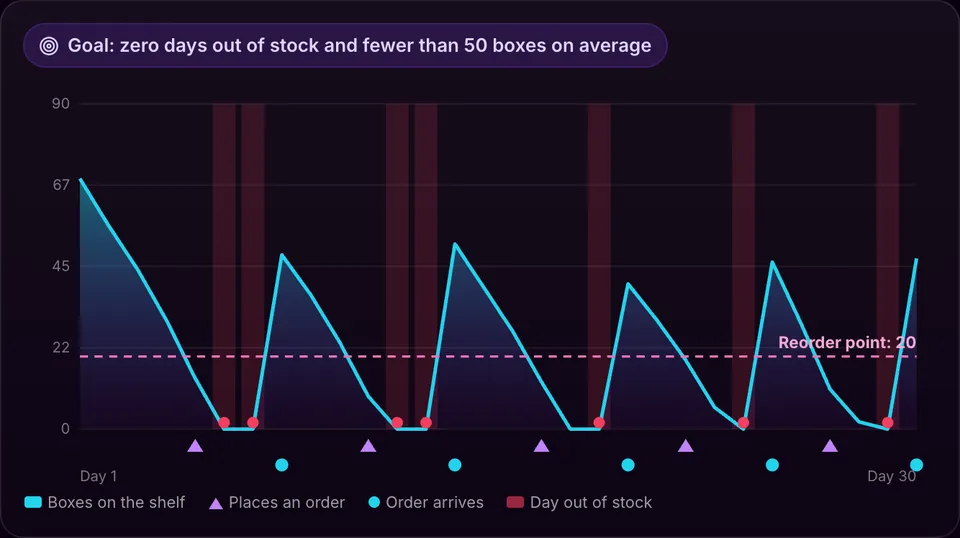 Goal: zero days out of stock and fewer than 50 boxes on average
90
67
45
22
0
Reorder point: 20
Day 1
Day 30
Boxes on the shelf
Places an order
Order arrives
Day out of stock